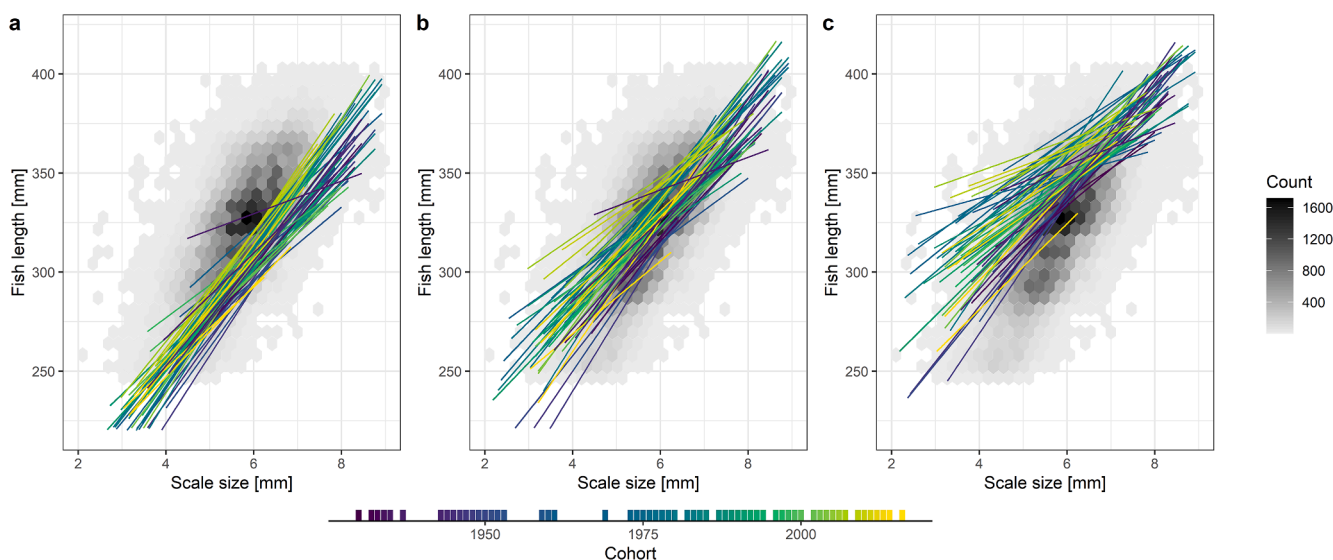 a b c
Fish length [mm] Fish length [mm] Fish length [mm]
400 400 400
350 350 350
300 300 300
250 250 250
2 4 6 8 2 4 6 8 2 4 6 8
Scale size [mm] Scale size [mm] Scale size [mm]
Count
1600
1200
800
400
1950 1975 2000
Cohort